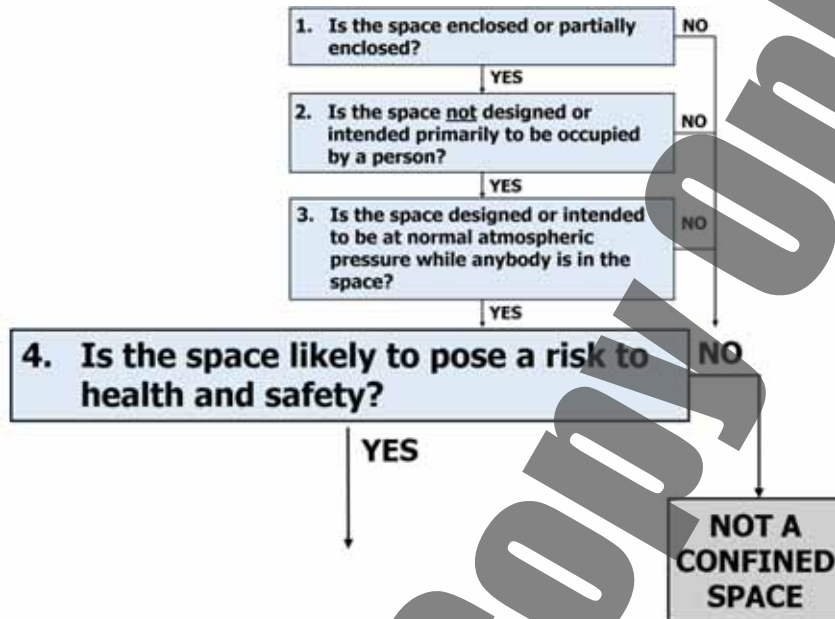 1. Is the space enclosed or partially
enclosed?
NO
YES
2. Is the space not designed or
intended primarily to be occupied
by a person?
NO
YES
3. Is the space designed or intended
to be at normal atmospheric
pressure while anybody is in the
space?
NO
YES
4. Is the space likely to pose a risk to
health and safety?
NO
YES
NOT A
CONFINED
SPACE
opy On